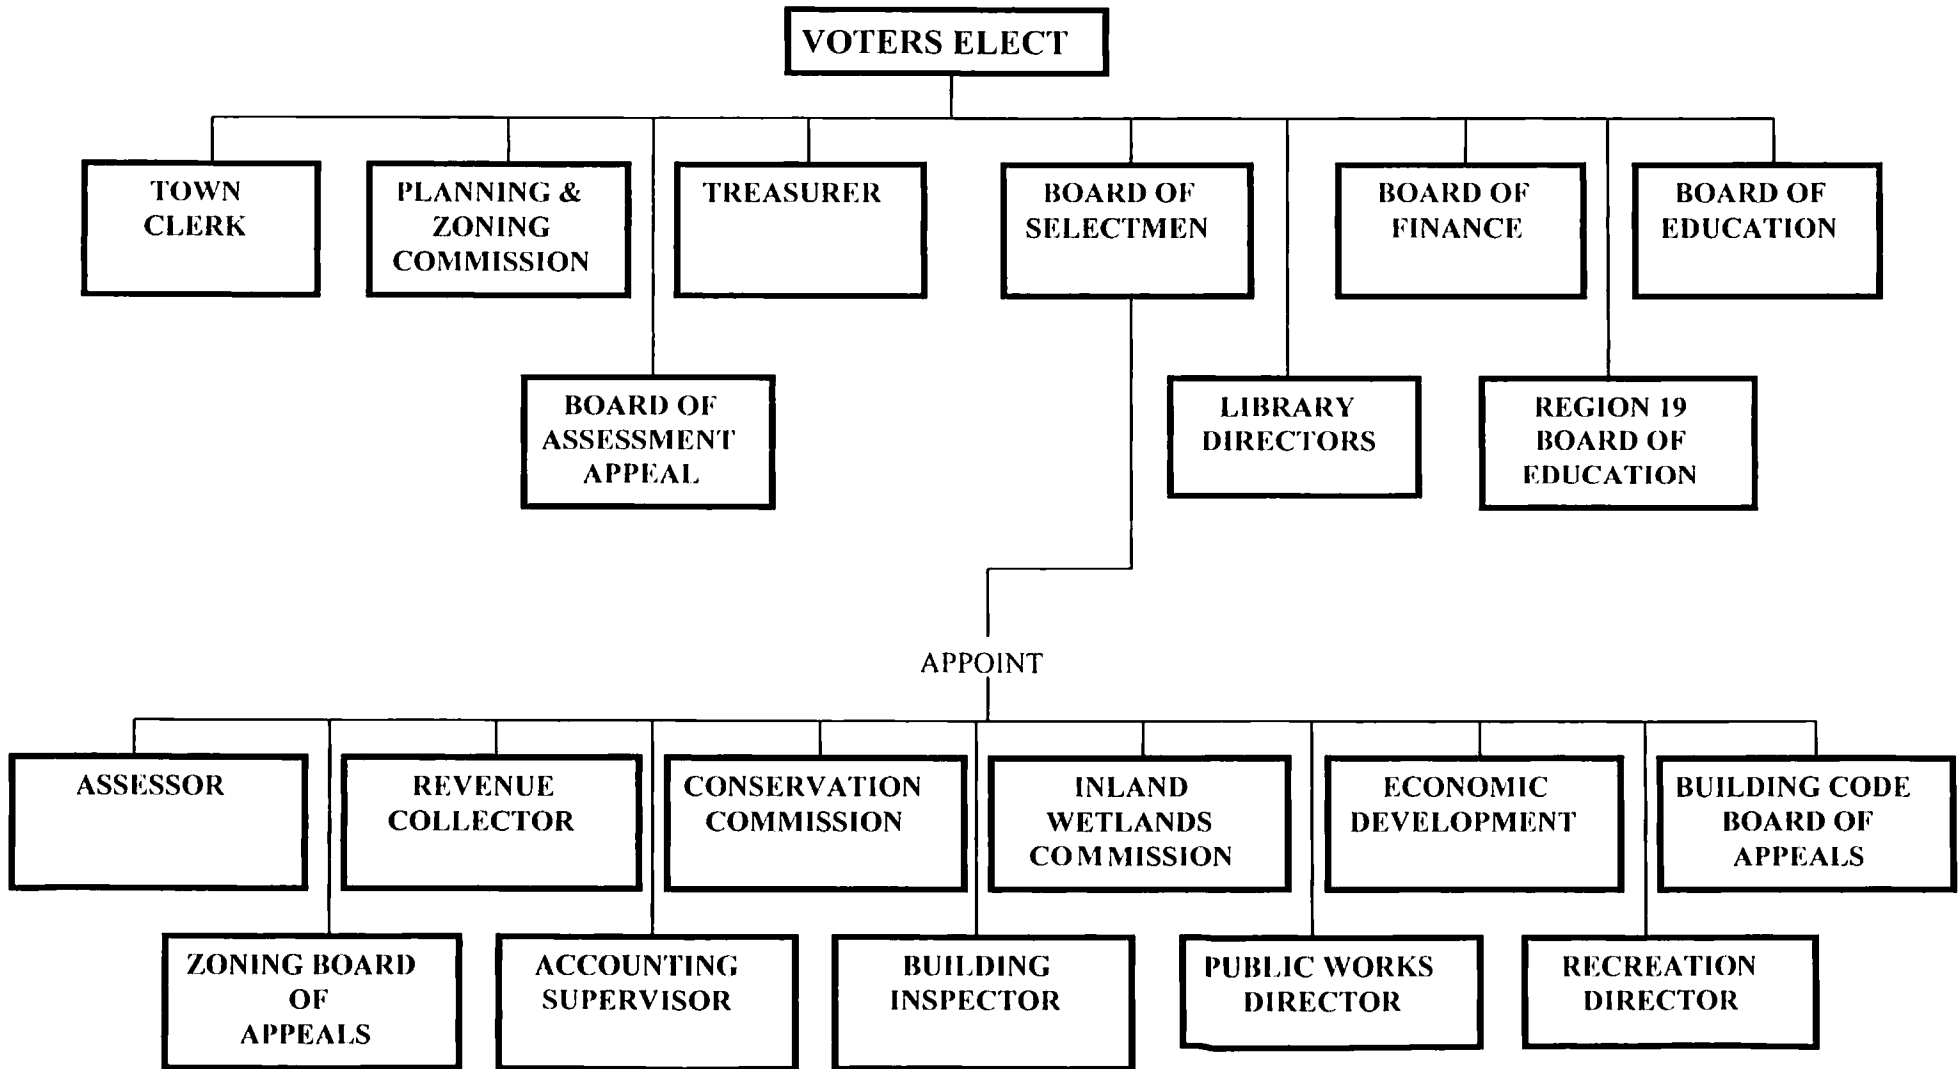 VOTERS ELECT
TOWN
CLERK
PLANNING &
ZONING
COMMISSION
TREASURER
BOARD OF
SELECTMEN
BOARD OF
FINANCE
BOARD OF
EDUCATION
BOARD OF
ASSESSMENT
APPEAL
LIBRARY
DIRECTORS
REGION 19
BOARD OF
EDUCATION
APPOINT
ASSESSOR
REVENUE
COLLECTOR
CONSERVATION
COMMISSION
INLAND
WETLANDS
COMMISSION
ECONOMIC
DEVELOPMENT
BUILDING CODE
BOARD OF
APPEALS
ZONING BOARD
OF
APPEALS
ACCOUNTING
SUPERVISOR
BUILDING
INSPECTOR
PUBLIC WORKS
DIRECTOR
RECREATION
DIRECTOR